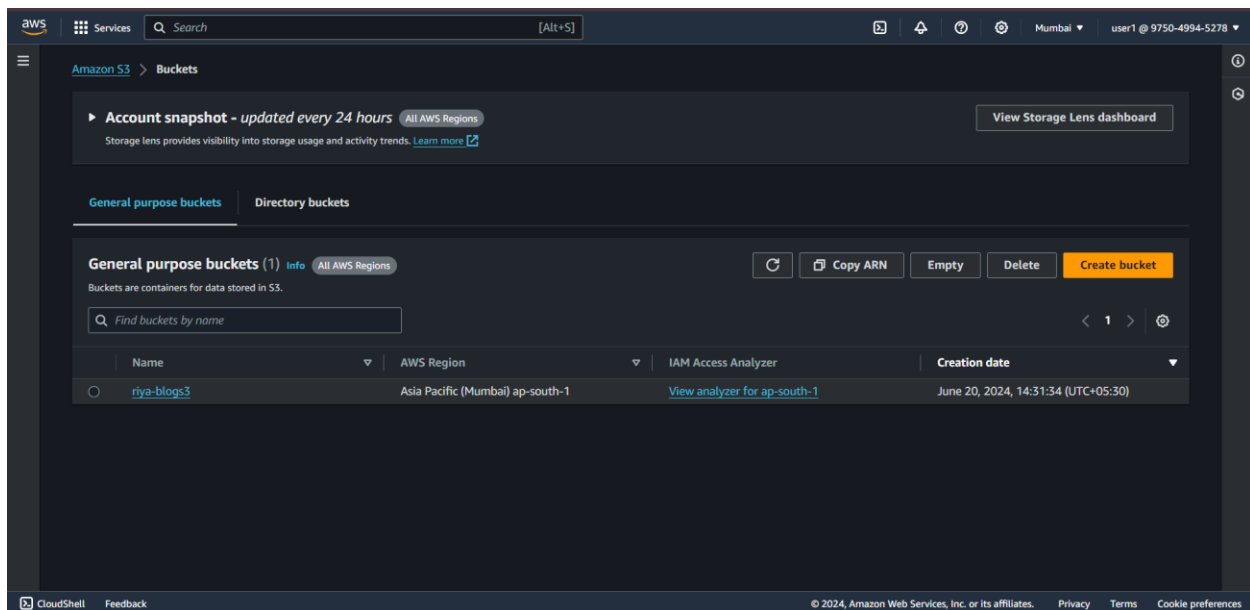 aws Services Search [Alt+S] Mumbai user1 @ 9750-4994-5278
Amazon S3 > Buckets
Account snapshot - updated every 24 hours All AWS Regions View Storage Lens dashboard
Storage lens provides visibility into storage usage and activity trends. Learn more
General purpose buckets Directory buckets
General purpose buckets (1) Info All AWS Regions Copy ARN Empty Delete Create bucket
Buckets are containers for data stored in S3.
Find buckets by name 1
Name AWS Region IAM Access Analyzer Creation date
riya-blogs3 Asia Pacific (Mumbai) ap-south-1 View analyzer for ap-south-1 June 20, 2024, 14:31:34 (UTC+05:30)
CloudShell Feedback © 2024, Amazon Web Services, Inc. or its affiliates. Privacy Terms Cookie preferences